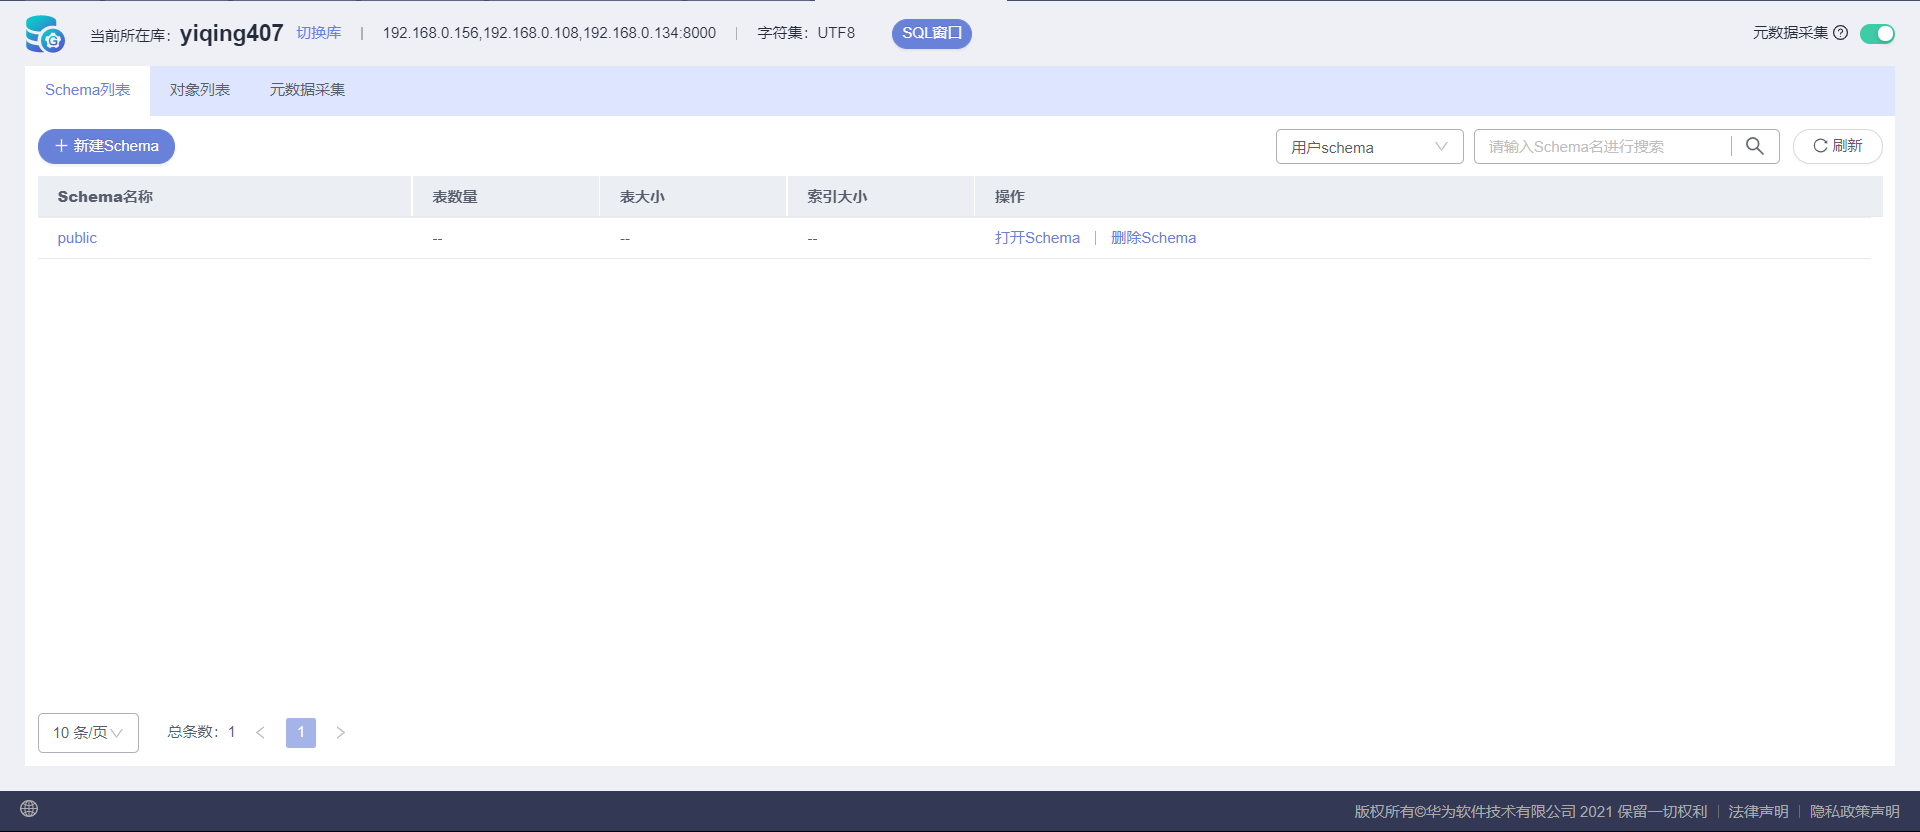 当前所在库: yiqing407 切换库 | 192.168.0.156,192.168.0.108,192.168.0.134:8000 | 字符集: UTF8 SQL窗口 元数据采集
Schema列表 对象列表 元数据采集
+ 新建Schema 用户schema 请输入Schema名进行搜索 刷新
Schema名称 表数量 表大小 索引大小 操作
public -- -- -- 打开Schema | 删除Schema
10 条/页 总条数: 1 < 1 >
版权所有©华为软件技术有限公司 2021 保留一切权利 | 法律声明 | 隐私政策声明